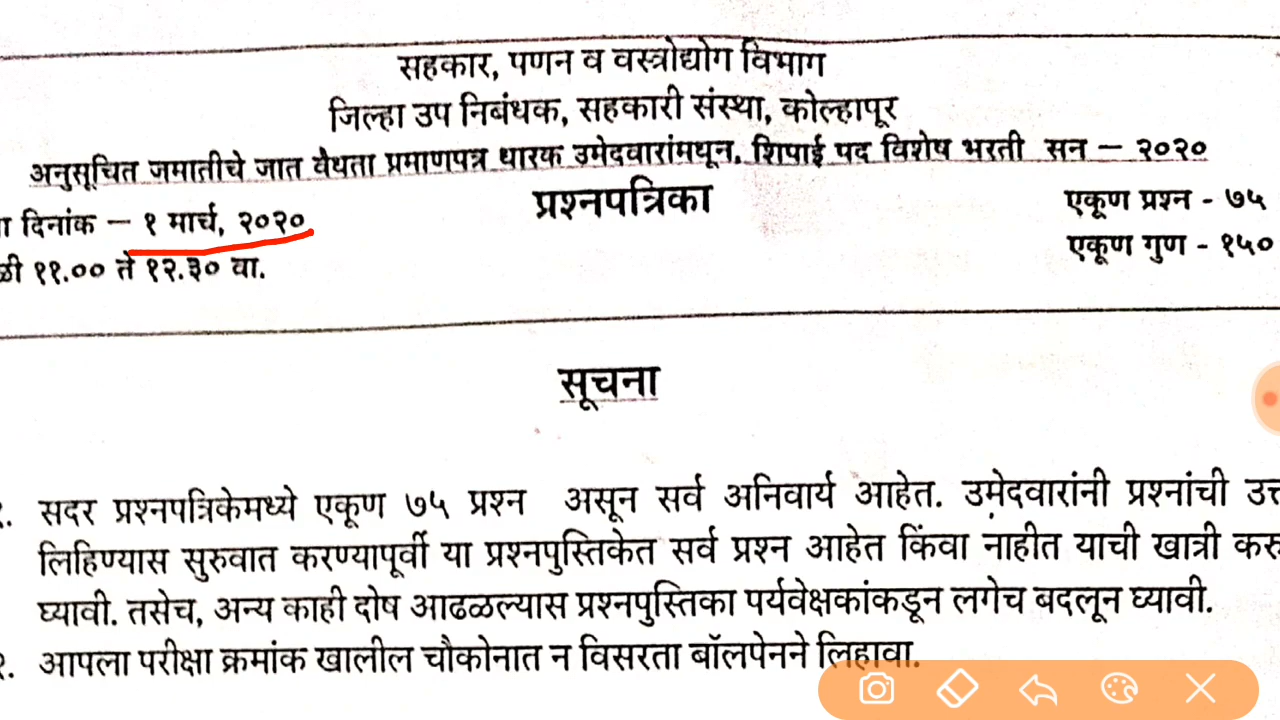 सहकार, पणन व वस्त्रोद्योग विभाग
जिल्हा उप निबंधक, सहकारी संस्था, कोल्हापूर
अनुसूचित जमातीचे जात वैधता प्रमाणपत्र धारक उमेदवारांमधून, शिपाई पद विशेष भरती सन – २०२०
दिनांक – १ मार्च, २०२० प्रश्नपत्रिका एकूण प्रश्न - ७५
११.०० ते १२.३० वा. एकूण गुण - १५०
सूचना
सदर प्रश्नपत्रिकेमध्ये एकूण ७५ प्रश्न असून सर्व अनिवार्य आहेत. उमेदवारांनी प्रश्नांची
लिहिण्यास सुरुवात करण्यापूर्वी या प्रश्नपुस्तिकेत सर्व प्रश्न आहेत किंवा नाहीत याची खात्री
घ्यावी. तसेच, अन्य काही दोष आढळल्यास प्रश्नपुस्तिका पर्यवेक्षकांकडून लगेच बदलून घ्यावी.
आपला परीक्षा क्रमांक खालील चौकोनात न विसरता बॉलपेनने लिहावा.